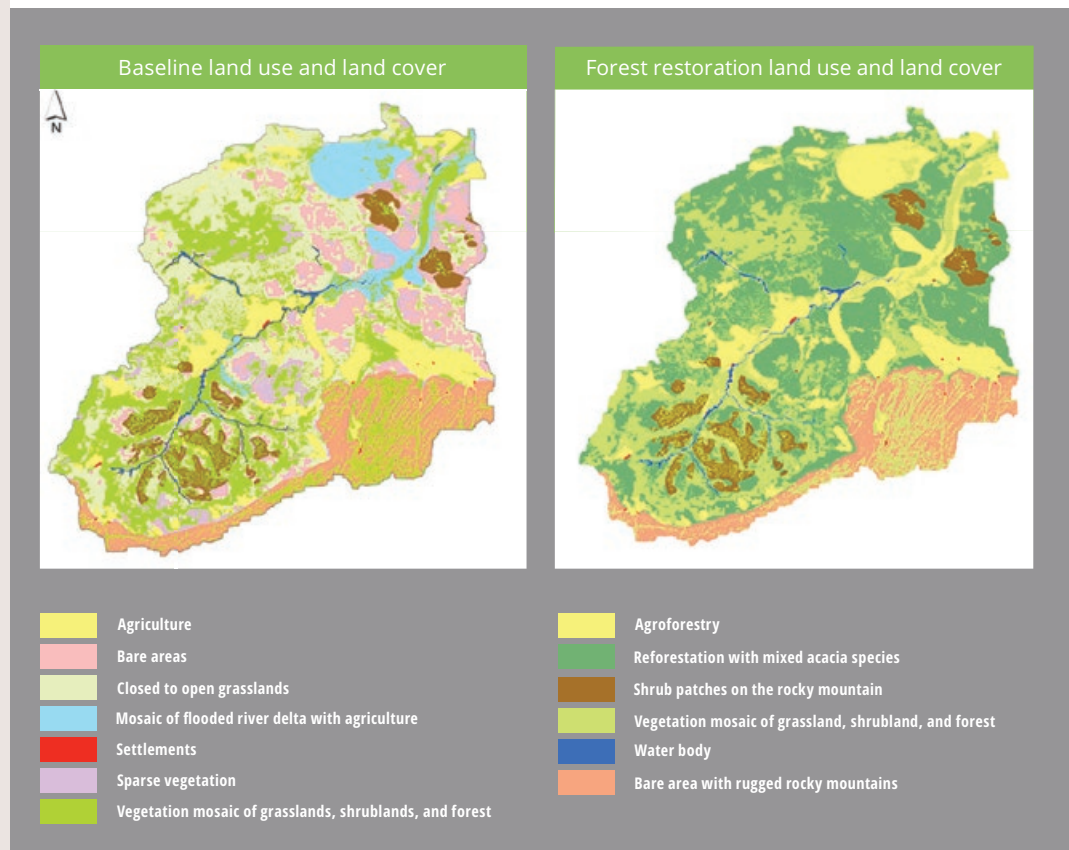 Baseline land use and land cover
Forest restoration land use and land cover
N
Agriculture
Bare areas
Closed to open grasslands
Mosaic of flooded river delta with agriculture
Settlements
Sparse vegetation
Vegetation mosaic of grasslands, shrublands, and forest
Agroforestry
Reforestation with mixed acacia species
Shrub patches on the rocky mountain
Vegetation mosaic of grassland, shrubland, and forest
Water body
Bare area with rugged rocky mountains